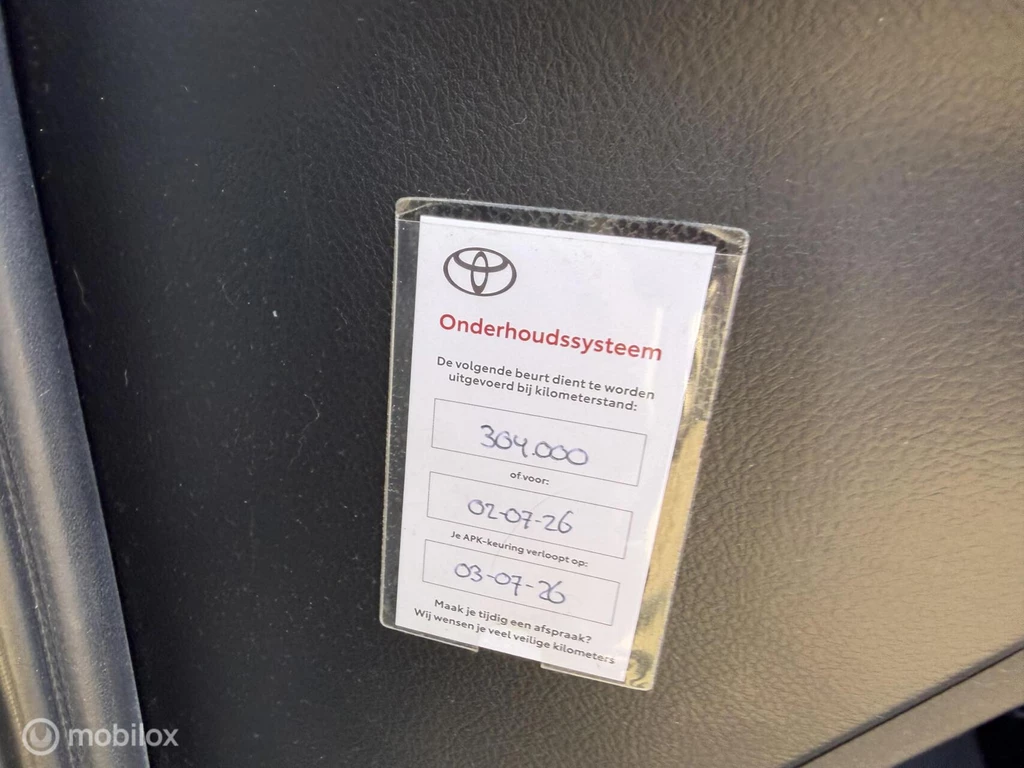 Onderhoudssysteem
De volgende beurt dient te worden
uitgevoerd bij kilometerstand:
304.000
of voor:
02-07-26
Je APK-keuring verloopt op:
03-07-26
Maak je tijdig een afspraak?
Wij wensen je veel veilige kilometers
mobilox